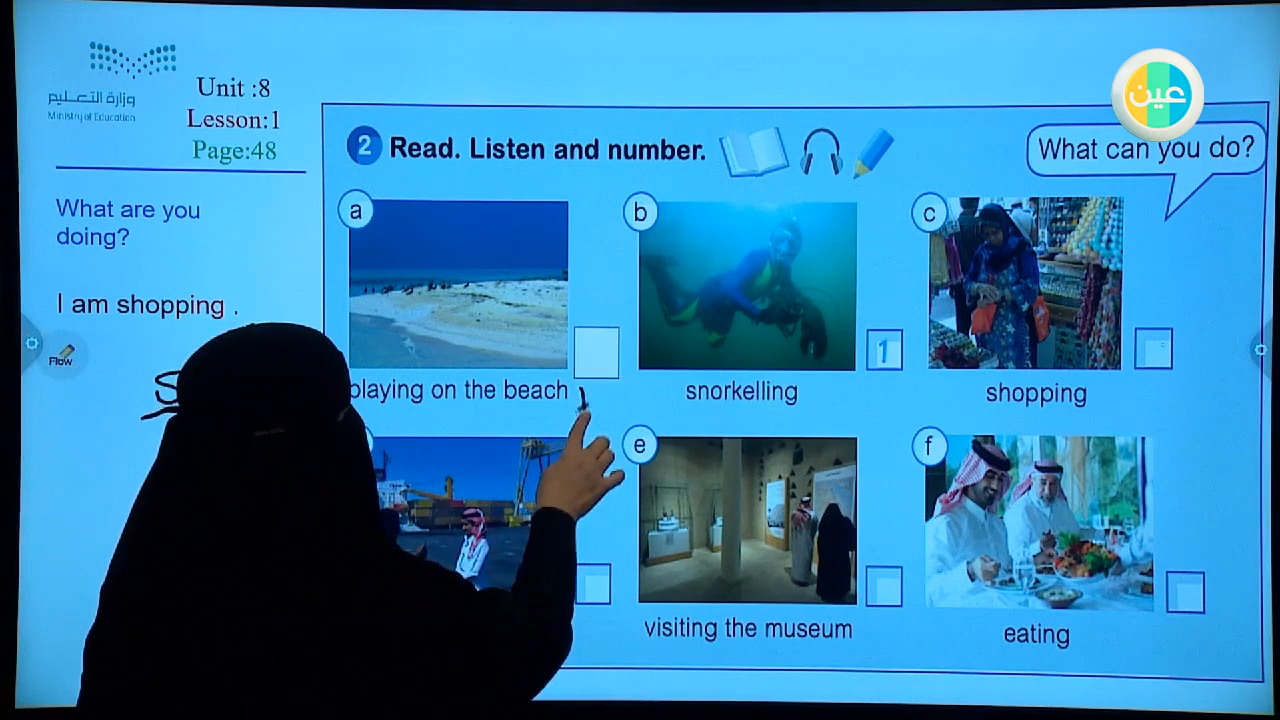 وزارة التعليم
Ministry of Education
Unit :8
Lesson:1
Page:48
عين
What are you
doing?
I am shopping .
Flow
2 Read. Listen and number.
What can you do?
a
b
c
1
playing on the beach
snorkelling
shopping
e
f
visiting the museum
eating